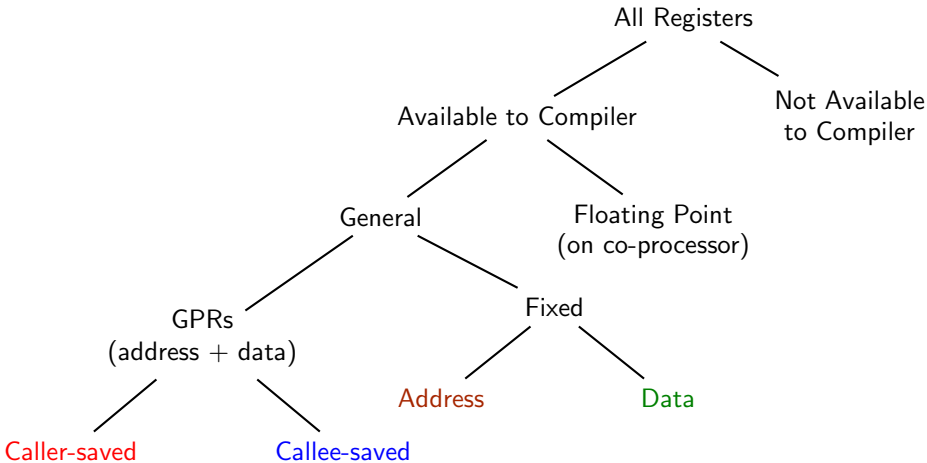 All Registers
Not Available
to Compiler
Available to Compiler
General
Floating Point
(on co-processor)
GPRs
(address + data)
Fixed
Address
Data
Caller-saved
Callee-saved